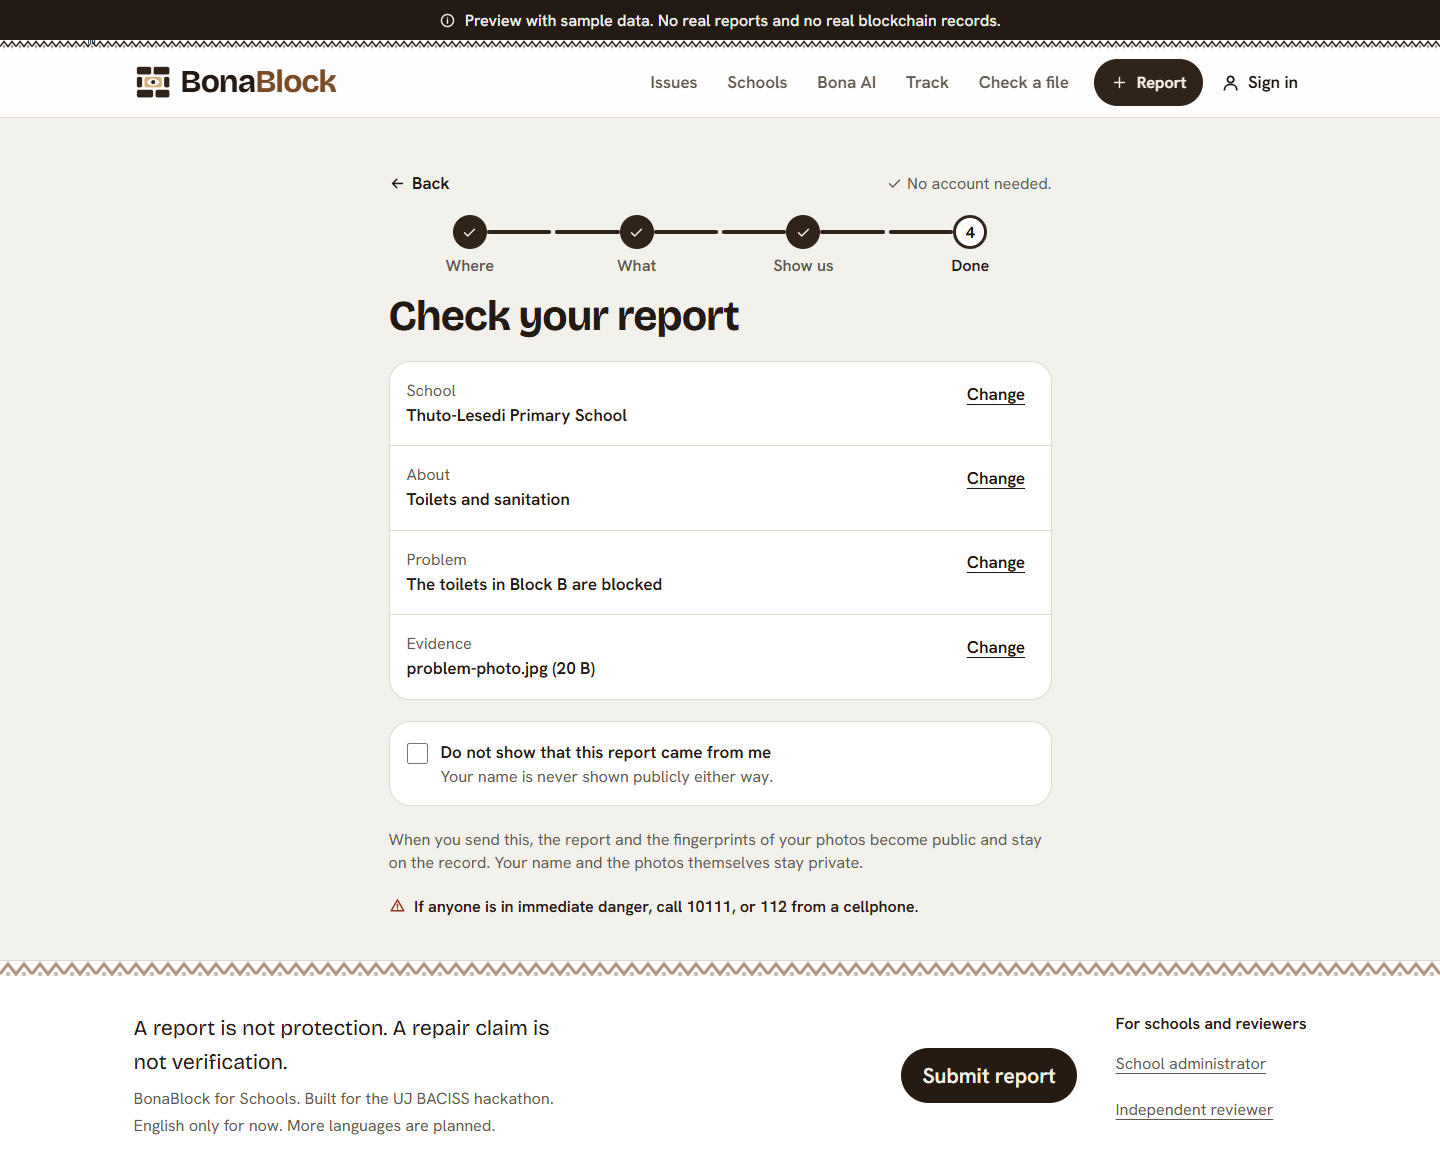 Preview with sample data. No real reports and no real blockchain records.
BonaBlock
Issues
Schools
Bona AI
Track
Check a file
Report
Sign in
Back
No account needed.
4
Where
What
Show us
Done
Check your report
School
Change
Thuto-Lesedi Primary School
About
Change
Toilets and sanitation
Problem
Change
The toilets in Block B are blocked
Evidence
Change
problem-photo.jpg (20 B)
Do not show that this report came from me
Your name is never shown publicly either way.
When you send this, the report and the fingerprints of your photos become public and stay
on the record. Your name and the photos themselves stay private.
If anyone is in immediate danger, call 10111, or 112 from a cellphone.
A report is not protection. A repair claim is
not verification.
BonaBlock for Schools. Built for the UJ BACISS hackathon.
English only for now. More languages are planned.
Submit report
For schools and reviewers
School administrator
Independent reviewer